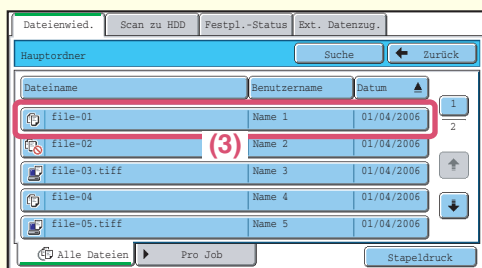 Dateienwied. Scan zu HDD Festpl.-Status Ext. Datenzug.
Hauptordner Suche Zurück
Dateiname Benutzername Datum
file-01 Name 1 01/04/2006
file-02 Name 2 01/04/2006
(3)
file-03.tiff Name 3 01/04/2006
file-04 Name 4 01/04/2006
file-05.tiff Name 5 01/04/2006
1
2
Alle Dateien Pro Job Stapeldruck